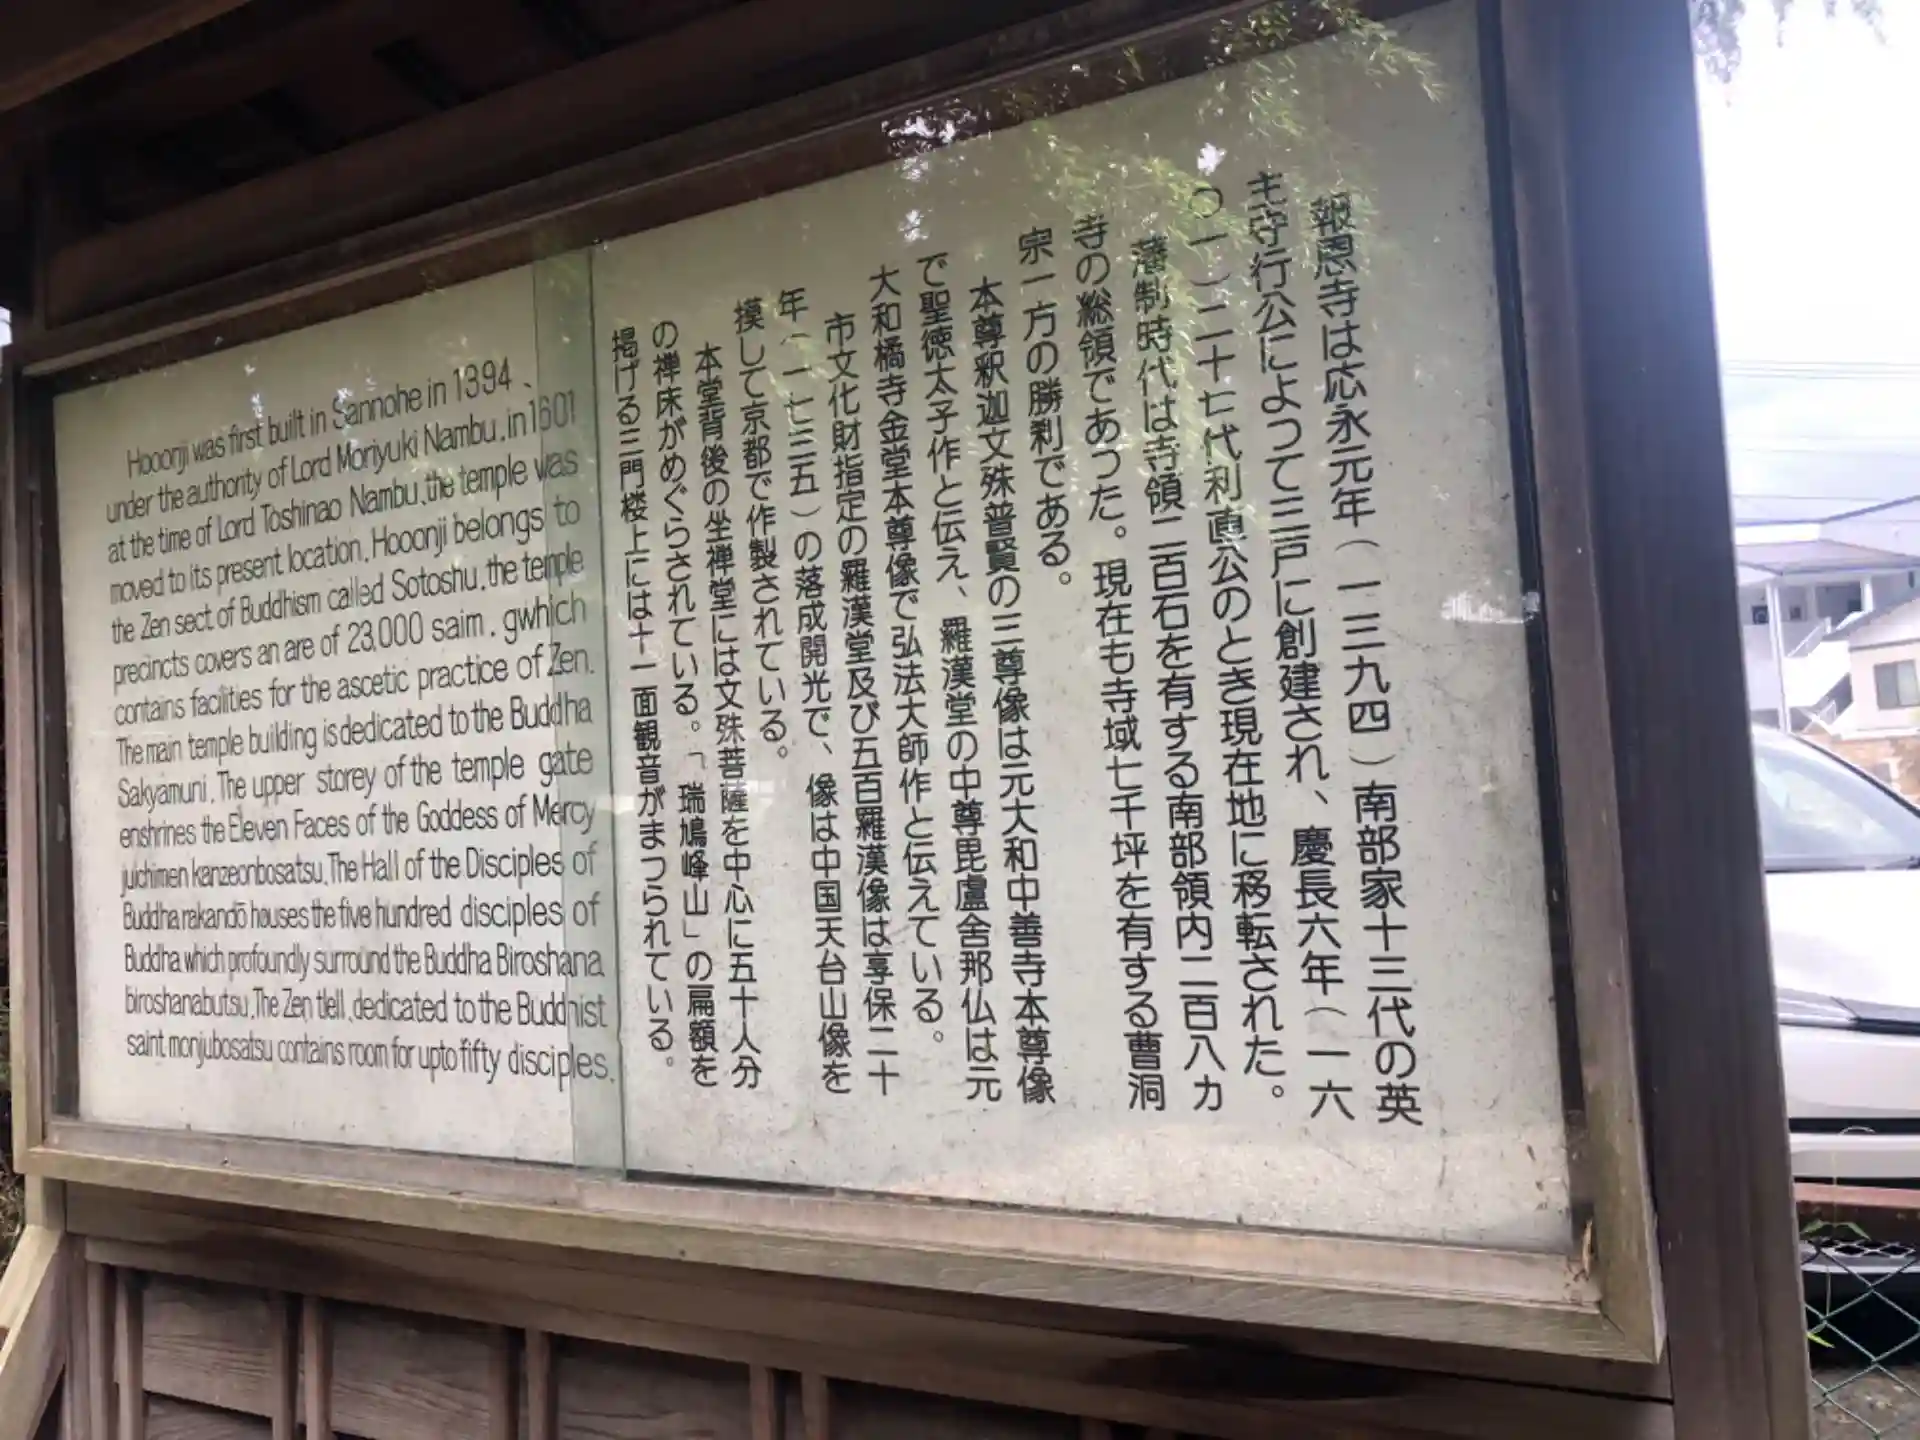 Hooonji was first built in Sannohe in 1394、
under the authority of Lord Moriyuki Nambu.in 1601
at the time of Lord Toshinao Nambu.the temple was
moved to its present location. Hooonji belongs to
the Zen sect of Buddhism called Sotoshu.the temple
precincts covers an are of 23,000 saim. gwhich
contains facilities for the ascetic practice of Zen.
The main temple building is dedicated to the Buddha
Sakyamuni. The upper storey of the temple gate
enshrines the Eleven Faces of the Goddess of Mercy
juichimen kanzeonbosatsu.The Hall of the Disciples of
Buddha rakandō houses the five hundred disciples of
Buddha which profoundly surround the Buddha Biroshana
biroshanabutsu.The Zen tlell.dedicated to the Buddhist
saint monjubosatsu contains room for upto fifty disciples.
報恩寺は応永元年(一三九四)南部家十三代の英
主守行公によって三戸に創建され、慶長六年(一六
〇一)二十七代利直公のとき現在地に移転された。
藩制時代は寺領二百石を有する南部領内二百八カ
寺の総領であった。現在も寺域七千坪を有する曹洞
宗一方の勝刹である。
本尊釈迦文殊普賢の三尊像は元大和中善寺本尊像
で聖徳太子作と伝え、羅漢堂の中尊毘盧舎那仏は元
大和橘寺金堂本尊像で弘法大師作と伝えている。
市文化財指定の羅漢堂及び五百羅漢像は享保二十
年(一七三五)の落成開光で、像は中国天台山像を
摸して京都で作製されている。
本堂背後の坐禅堂には文殊菩薩を中心に五十人分
の禅床がめぐらされている。「瑞鳩峰山」の扁額を
掲げる三門楼上には十一面観音がまつられている。